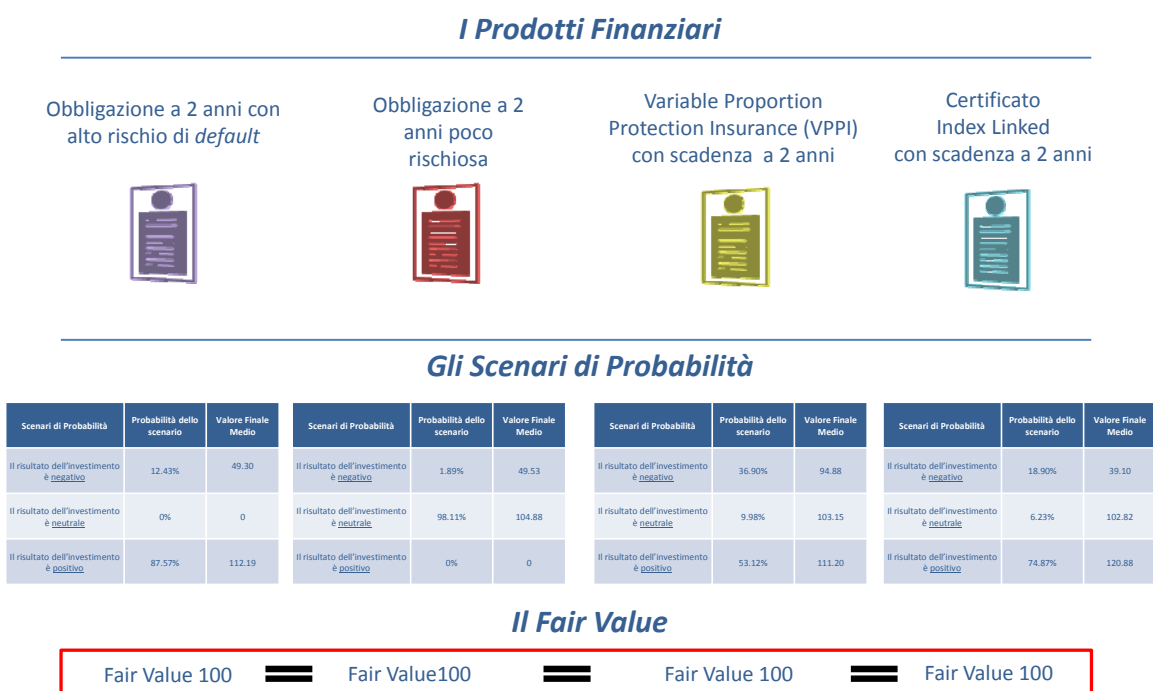 I Prodotti Finanziari
Obbligazione a 2 anni con
alto rischio di default
Obbligazione a 2
anni poco
rischiosa
Variable Proportion
Protection Insurance (VPPI)
con scadenza a 2 anni
Certificato
Index Linked
con scadenza a 2 anni
Gli Scenari di Probabilità
Scenari di Probabilità
Probabilità dello
scenario
Valore Finale
Medio
Il risultato dell'investimento
è negativo
12.43%
49.30
Il risultato dell'investimento
è neutrale
0%
0
Il risultato dell'investimento
è positivo
87.57%
112.19
Scenari di Probabilità
Probabilità dello
scenario
Valore Finale
Medio
Il risultato dell'investimento
è negativo
1.89%
49.53
Il risultato dell'investimento
è neutrale
98.11%
104.88
Il risultato dell'investimento
è positivo
0%
0
Scenari di Probabilità
Probabilità dello
scenario
Valore Finale
Medio
Il risultato dell'investimento
è negativo
36.90%
94.88
Il risultato dell'investimento
è neutrale
9.98%
103.15
Il risultato dell'investimento
è positivo
53.12%
111.20
Scenari di Probabilità
Probabilità dello
scenario
Valore Finale
Medio
Il risultato dell'investimento
è negativo
18.90%
39.10
Il risultato dell'investimento
è neutrale
6.23%
102.82
Il risultato dell'investimento
è positivo
74.87%
120.88
Il Fair Value
Fair Value 100 = Fair Value100 = Fair Value 100 = Fair Value 100